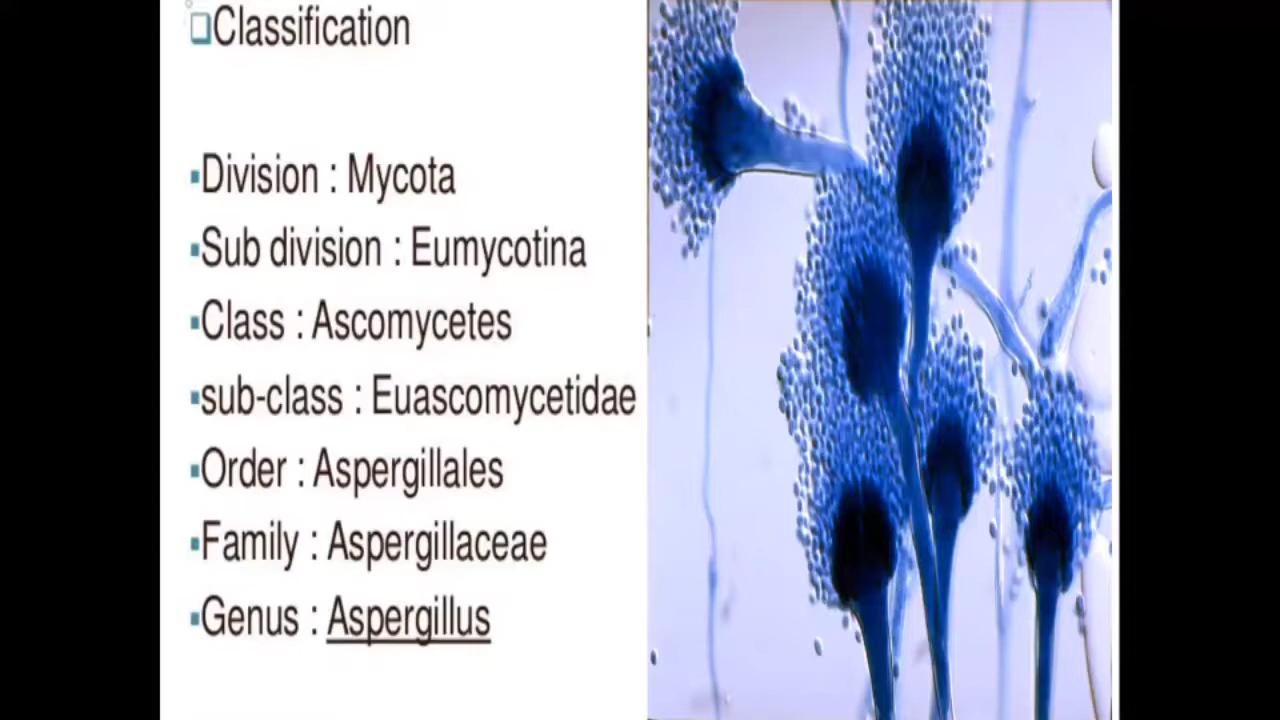 Classification
Division : Mycota
Sub division : Eumycotina
Class : Ascomycetes
sub-class : Euascomycetidae
Order : Aspergillales
Family : Aspergillaceae
Genus : Aspergillus